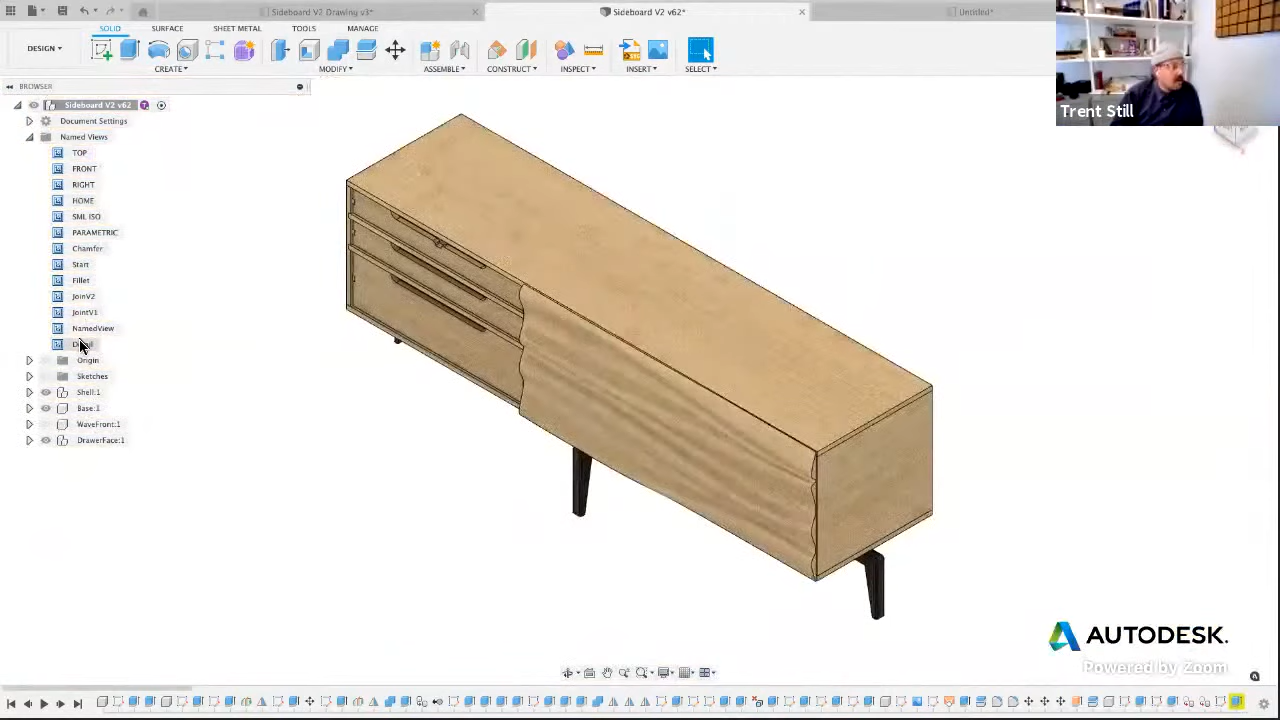 Sideboard V2 Drawing v3*
Sideboard V2 v62*
Untitled*
SOLID
SURFACE
SHEET METAL
TOOLS
MANAGE
DESIGN
CREATE
MODIFY
ASSEMBLE
CONSTRUCT
INSPECT
INSERT
SELECT
Trent Still
BROWSER
Sideboard V2 v62
Document Settings
Named Views
TOP
FRONT
RIGHT
HOME
SML ISO
PARAMETRIC
Chamfer
Start
Fillet
JoinV2
JointV1
NamedView
Origin
Sketches
Shell:1
Base:1
WaveFront:1
DrawerFace:1
AUTODESK.
Powered by Zoom